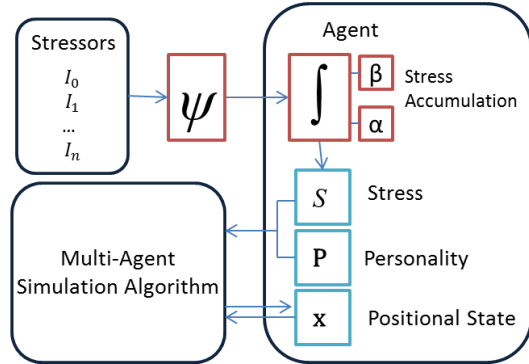 Stressors
I₀
I₁
...
Iₙ
ψ
Agent
∫
β
α
Stress
Accumulation
S
Stress
P
Personality
x
Positional State
Multi-Agent
Simulation Algorithm